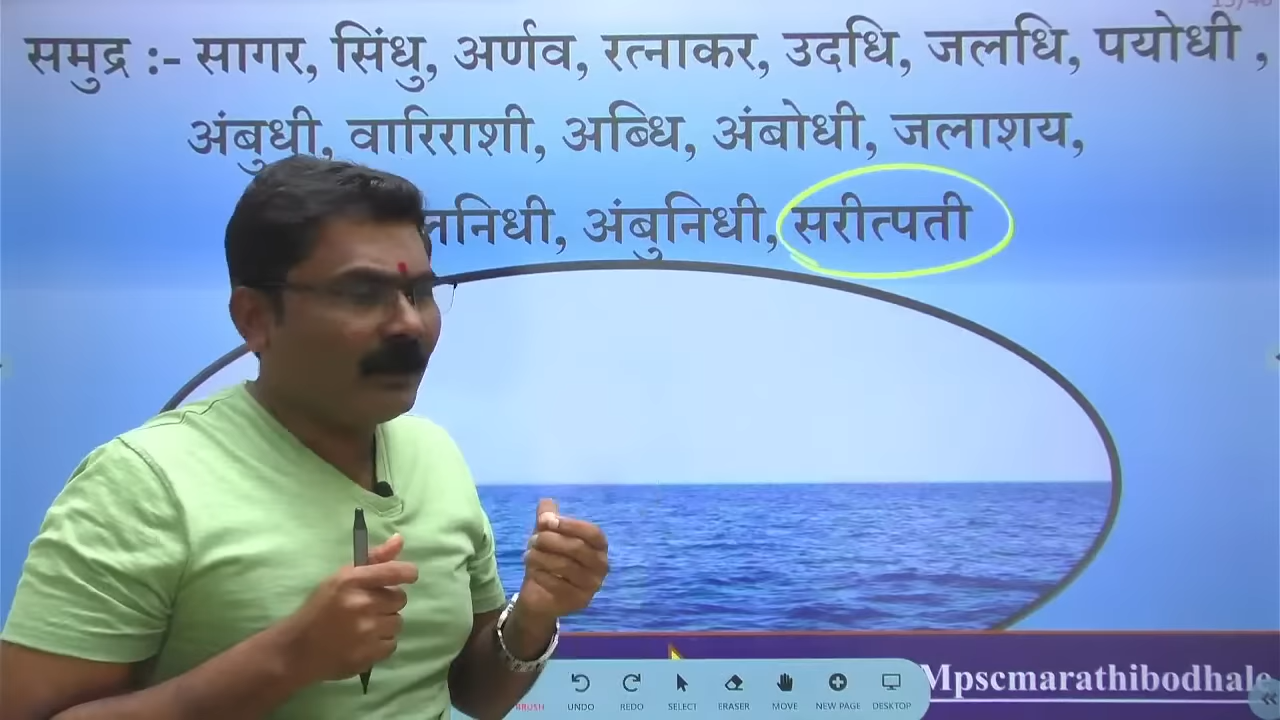 समुद्र :- सागर, सिंधु, अर्णव, रत्नाकर, उदधि, जलधि, पयोधी ,
अंबुधी, वारिराशी, अब्धि, अंबोधी, जलाशय,
अंबुनिधी, सरीत्पती
BRUSH UNDO REDO SELECT ERASER MOVE NEW PAGE DESKTOP
Mpscmarathibodhale